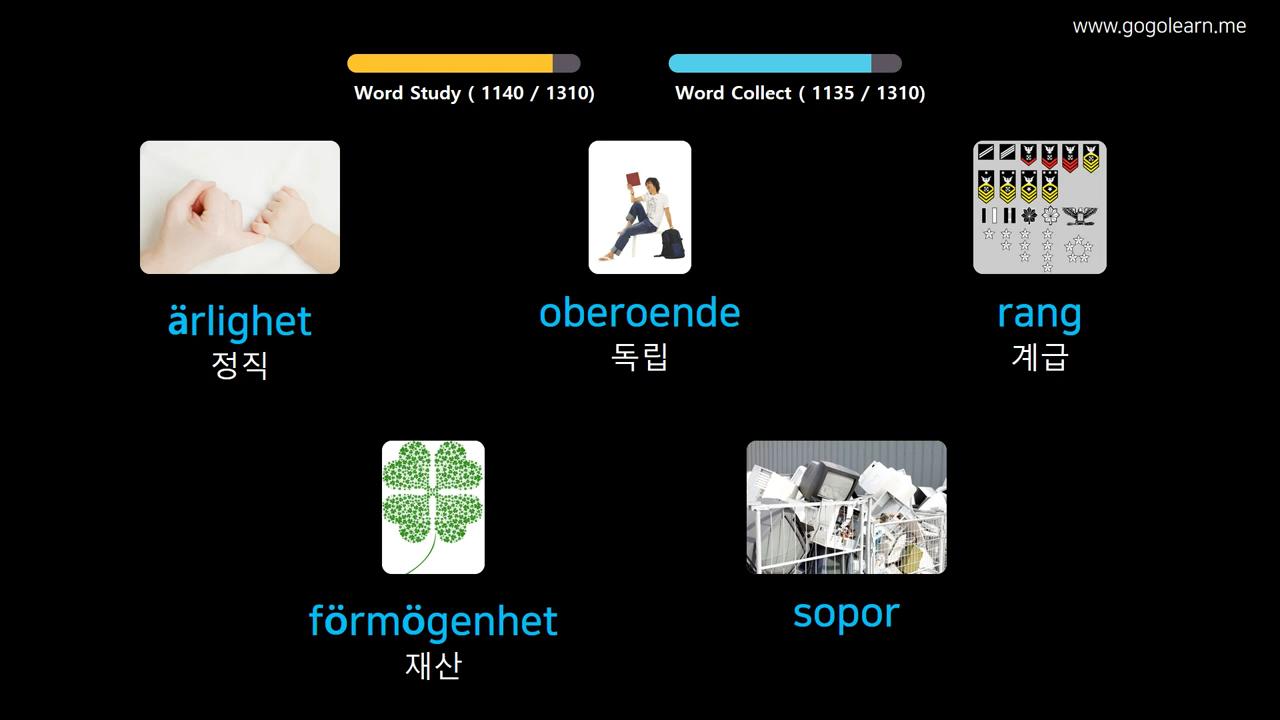 www.gogolearn.me
Word Study ( 1140 / 1310)
Word Collect ( 1135 / 1310)
ärlighet
정직
oberoende
독립
rang
계급
förmögenhet
재산
sopor